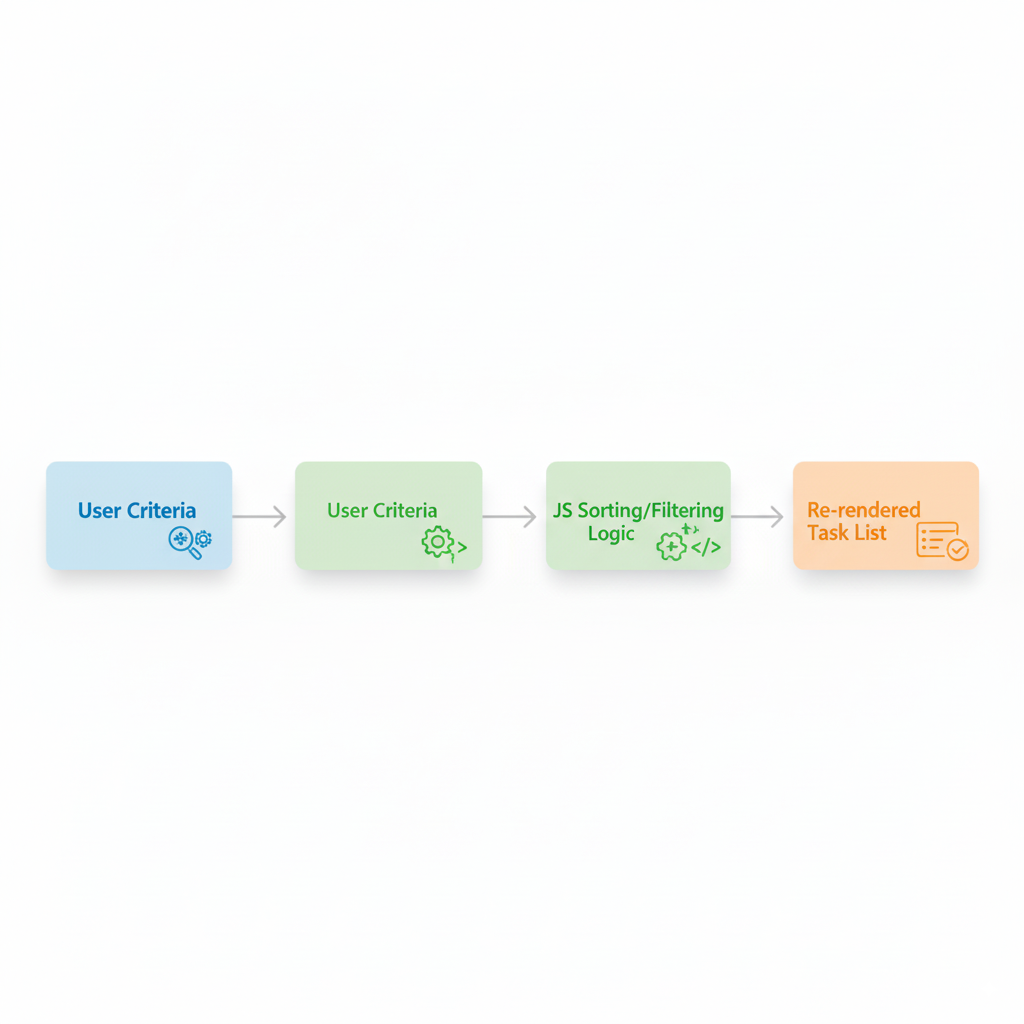 User Criteria
User Criteria
JS Sorting/Filtering
Logic
</>
Re-rendered
Task List